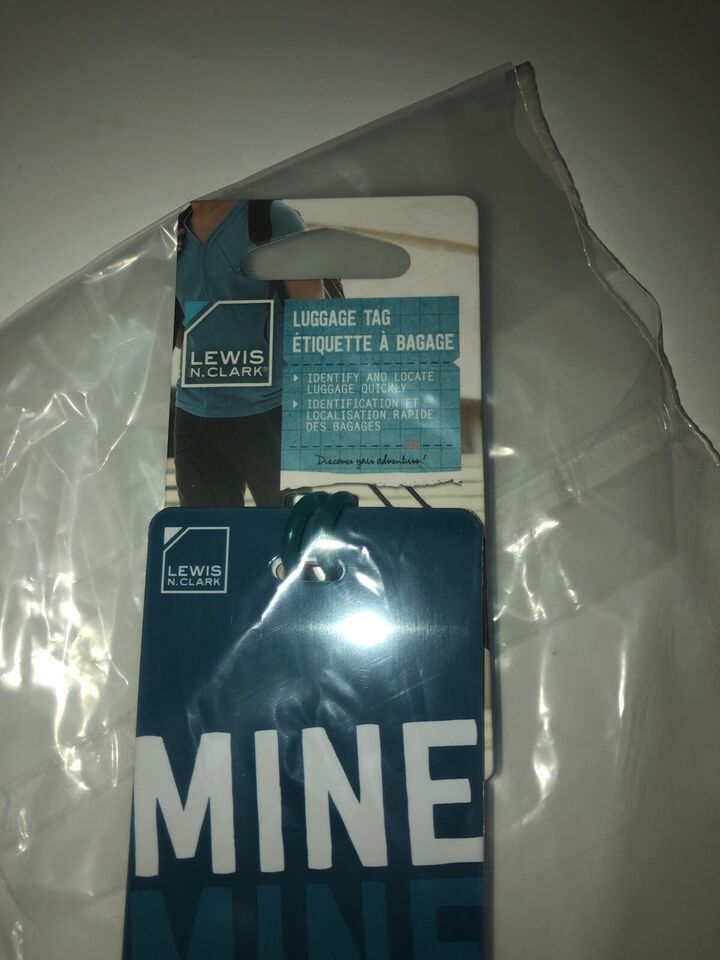 LEWIS
N.CLARK®
LUGGAGE TAG
ÉTIQUETTE À BAGAGE
IDENTIFY AND LOCATE
LUGGAGE QUICKLY
IDENTIFICATION ET
LOCALISATION RAPIDE
DES BAGAGES
Discover your adventure!
LEWIS
N.CLARK
MINE
MINE